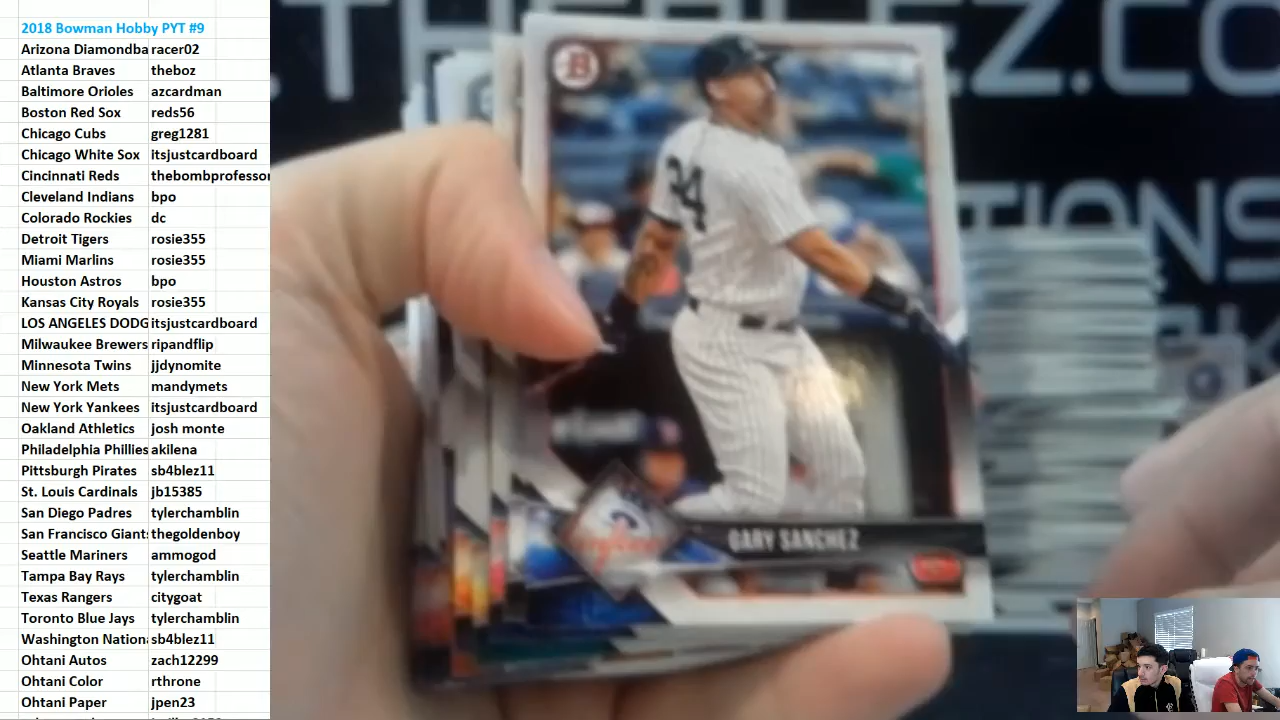 2018 Bowman Hobby PYT #9
Arizona Diamondba racer02
Atlanta Braves theboz
Baltimore Orioles azcardman
Boston Red Sox reds56
Chicago Cubs greg1281
Chicago White Sox itsjustcardboard
Cincinnati Reds thebombprofessor
Cleveland Indians bpo
Colorado Rockies dc
Detroit Tigers rosie355
Miami Marlins rosie355
Houston Astros bpo
Kansas City Royals rosie355
LOS ANGELES DODG itsjustcardboard
Milwaukee Brewers ripandflip
Minnesota Twins jjdynomite
New York Mets mandymets
New York Yankees itsjustcardboard
Oakland Athletics josh monte
Philadelphia Phillies akilena
Pittsburgh Pirates sb4blez11
St. Louis Cardinals jb15385
San Diego Padres tylerchamblin
San Francisco Giants thegoldenboy
Seattle Mariners ammogod
Tampa Bay Rays tylerchamblin
Texas Rangers citygoat
Toronto Blue Jays tylerchamblin
Washington Nation sb4blez11
Ohtani Autos zach12299
Ohtani Color rthrone
Ohtani Paper jpen23
B
34
GARY SANCHEZ